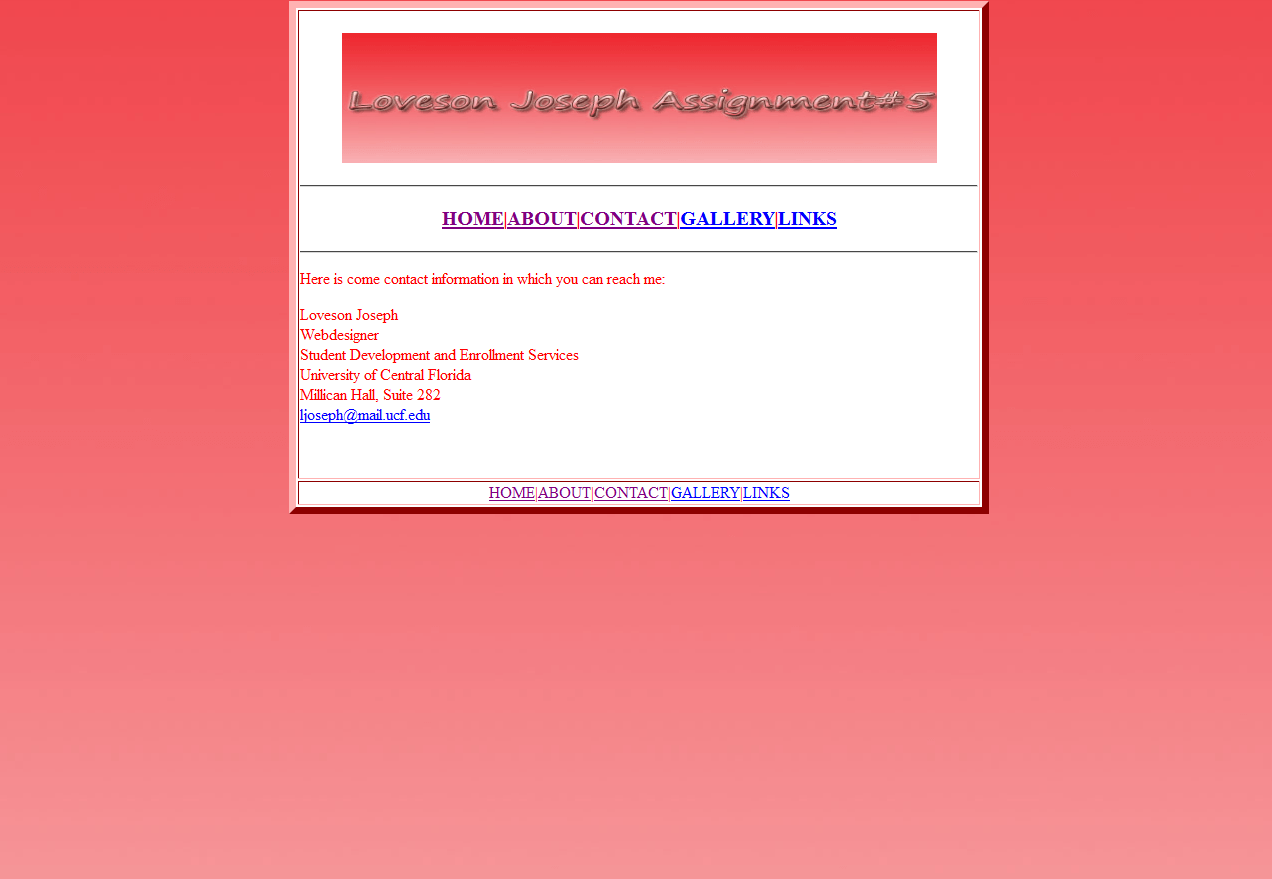 Loveson Joseph Assignment#5
HOME|ABOUT|CONTACT|GALLERY|LINKS
Here is come contact information in which you can reach me:
Loveson Joseph
Webdesigner
Student Development and Enrollment Services
University of Central Florida
Millican Hall, Suite 282
ljoseph@mail.ucf.edu
HOME|ABOUT|CONTACT|GALLERY|LINKS